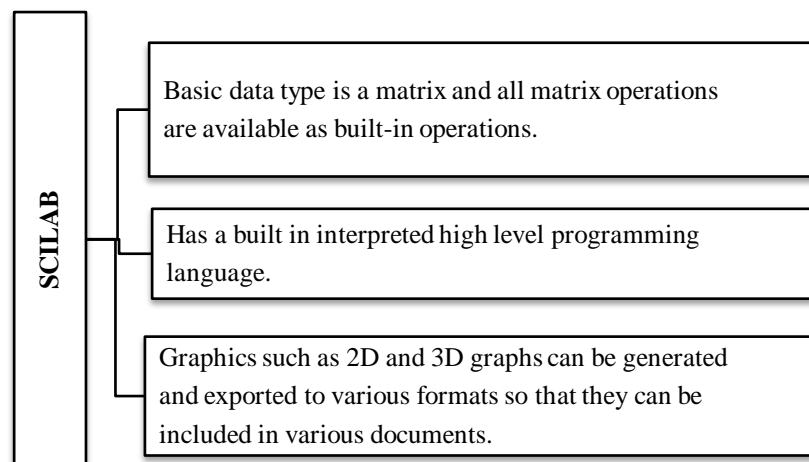 SCILAB
Basic data type is a matrix and all matrix operations
are available as built-in operations.
Has a built in interpreted high level programming
language.
Graphics such as 2D and 3D graphs can be generated
and exported to various formats so that they can be
included in various documents.